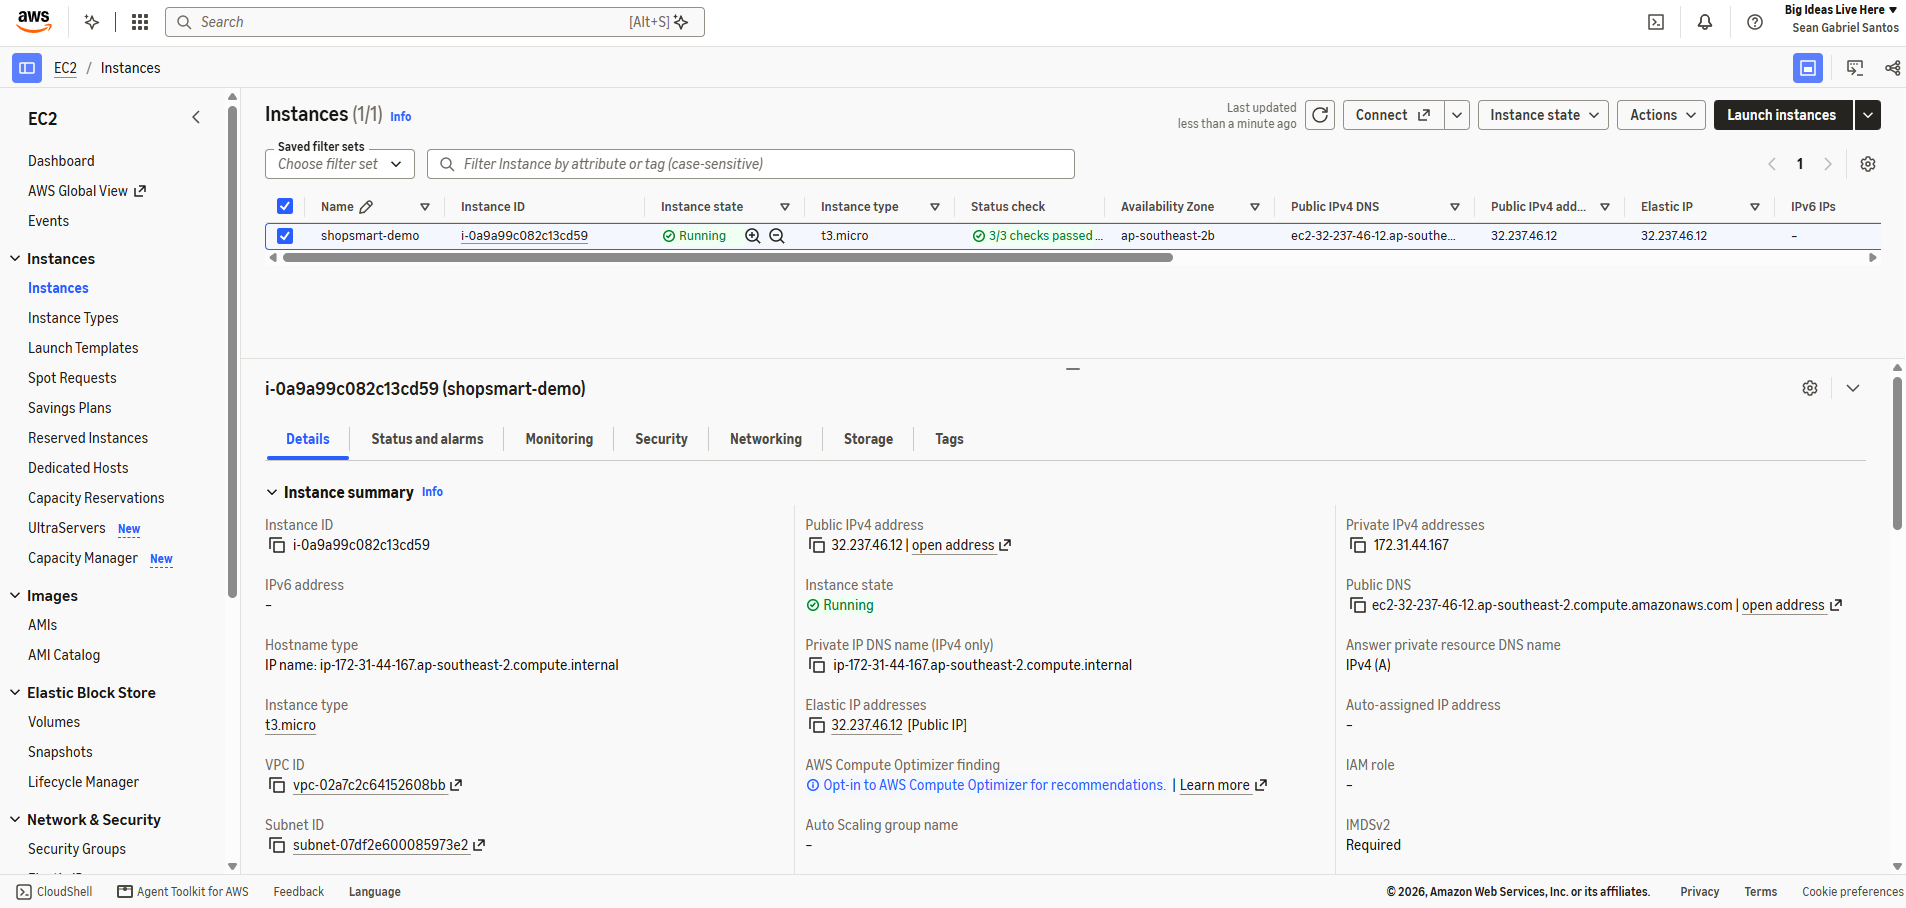 aws
Search [Alt+S]
Big Ideas Live Here
Sean Gabriel Santos
EC2 / Instances
EC2
Dashboard
AWS Global View
Events
Instances
Instances
Instance Types
Launch Templates
Spot Requests
Savings Plans
Reserved Instances
Dedicated Hosts
Capacity Reservations
UltraServers New
Capacity Manager New
Images
AMIs
AMI Catalog
Elastic Block Store
Volumes
Snapshots
Lifecycle Manager
Network & Security
Security Groups
Instances (1/1) Info
Last updated
less than a minute ago
Connect
Instance state
Actions
Launch instances
Saved filter sets
Choose filter set
Filter Instance by attribute or tag (case-sensitive)
1
Name Instance ID Instance state Instance type Status check Availability Zone Public IPv4 DNS Public IPv4 add... Elastic IP IPv6 IPs
shopsmart-demo i-0a9a99c082c13cd59 Running t3.micro 3/3 checks passed ... ap-southeast-2b ec2-32-237-46-12.ap-southe... 32.237.46.12 32.237.46.12 –
i-0a9a99c082c13cd59 (shopsmart-demo)
Details Status and alarms Monitoring Security Networking Storage Tags
Instance summary Info
Instance ID
i-0a9a99c082c13cd59
IPv6 address
–
Hostname type
IP name: ip-172-31-44-167.ap-southeast-2.compute.internal
Instance type
t3.micro
VPC ID
vpc-02a7c2c64152608bb
Subnet ID
subnet-07df2e600085973e2
Public IPv4 address
32.237.46.12 | open address
Instance state
Running
Private IP DNS name (IPv4 only)
ip-172-31-44-167.ap-southeast-2.compute.internal
Elastic IP addresses
32.237.46.12 [Public IP]
AWS Compute Optimizer finding
Opt-in to AWS Compute Optimizer for recommendations. | Learn more
Auto Scaling group name
–
Private IPv4 addresses
172.31.44.167
Public DNS
ec2-32-237-46-12.ap-southeast-2.compute.amazonaws.com | open address
Answer private resource DNS name
IPv4 (A)
Auto-assigned IP address
–
IAM role
–
IMDSv2
Required
CloudShell Agent Toolkit for AWS Feedback Language
© 2026, Amazon Web Services, Inc. or its affiliates. Privacy Terms Cookie preferences